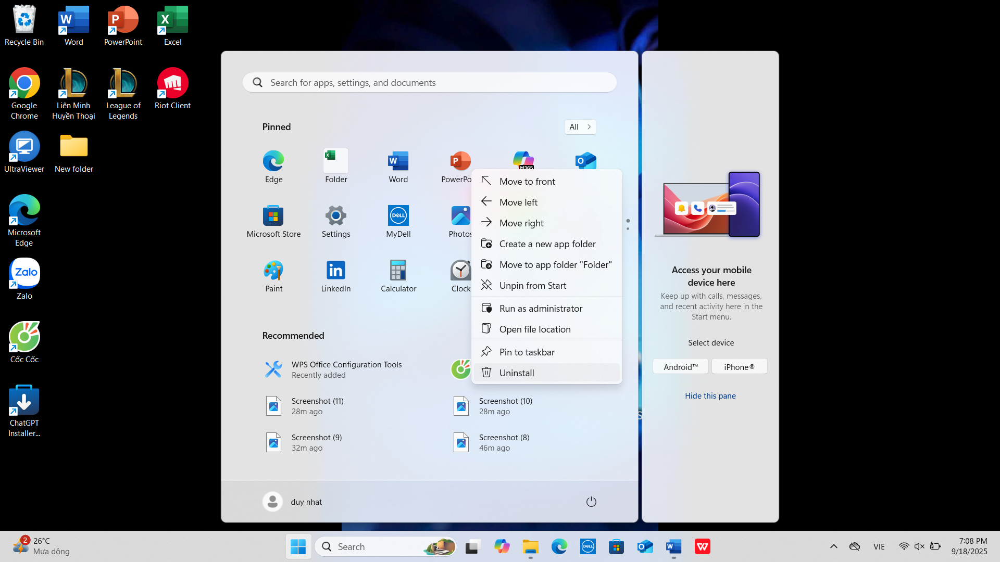 Recycle Bin
Word
PowerPoint
Excel
Google
Chrome
Liên Minh
Huyền Thoại
League of
Legends
Riot Client
UltraViewer
New folder
Microsoft
Edge
Zalo
Zalo
Cốc Cốc
ChatGPT
Installer...
Search for apps, settings, and documents
Pinned
All
Edge
Folder
Word
PowerPo
M365
Microsoft Store
Settings
DELL
MyDell
Photos
Paint
LinkedIn
Calculator
Clock
Move to front
Move left
Move right
Create a new app folder
Move to app folder "Folder"
Unpin from Start
Run as administrator
Open file location
Pin to taskbar
Uninstall
Recommended
WPS Office Configuration Tools
Recently added
Screenshot (11)
28m ago
Screenshot (10)
28m ago
Screenshot (9)
32m ago
Screenshot (8)
46m ago
duy nhat
Access your mobile
device here
Keep up with calls, messages,
and recent activity here in the
Start menu.
Select device
Android™
iPhone®
Hide this pane
2
26°C
Mưa dông
Search
DELL
VIE
7:08 PM
9/18/2025